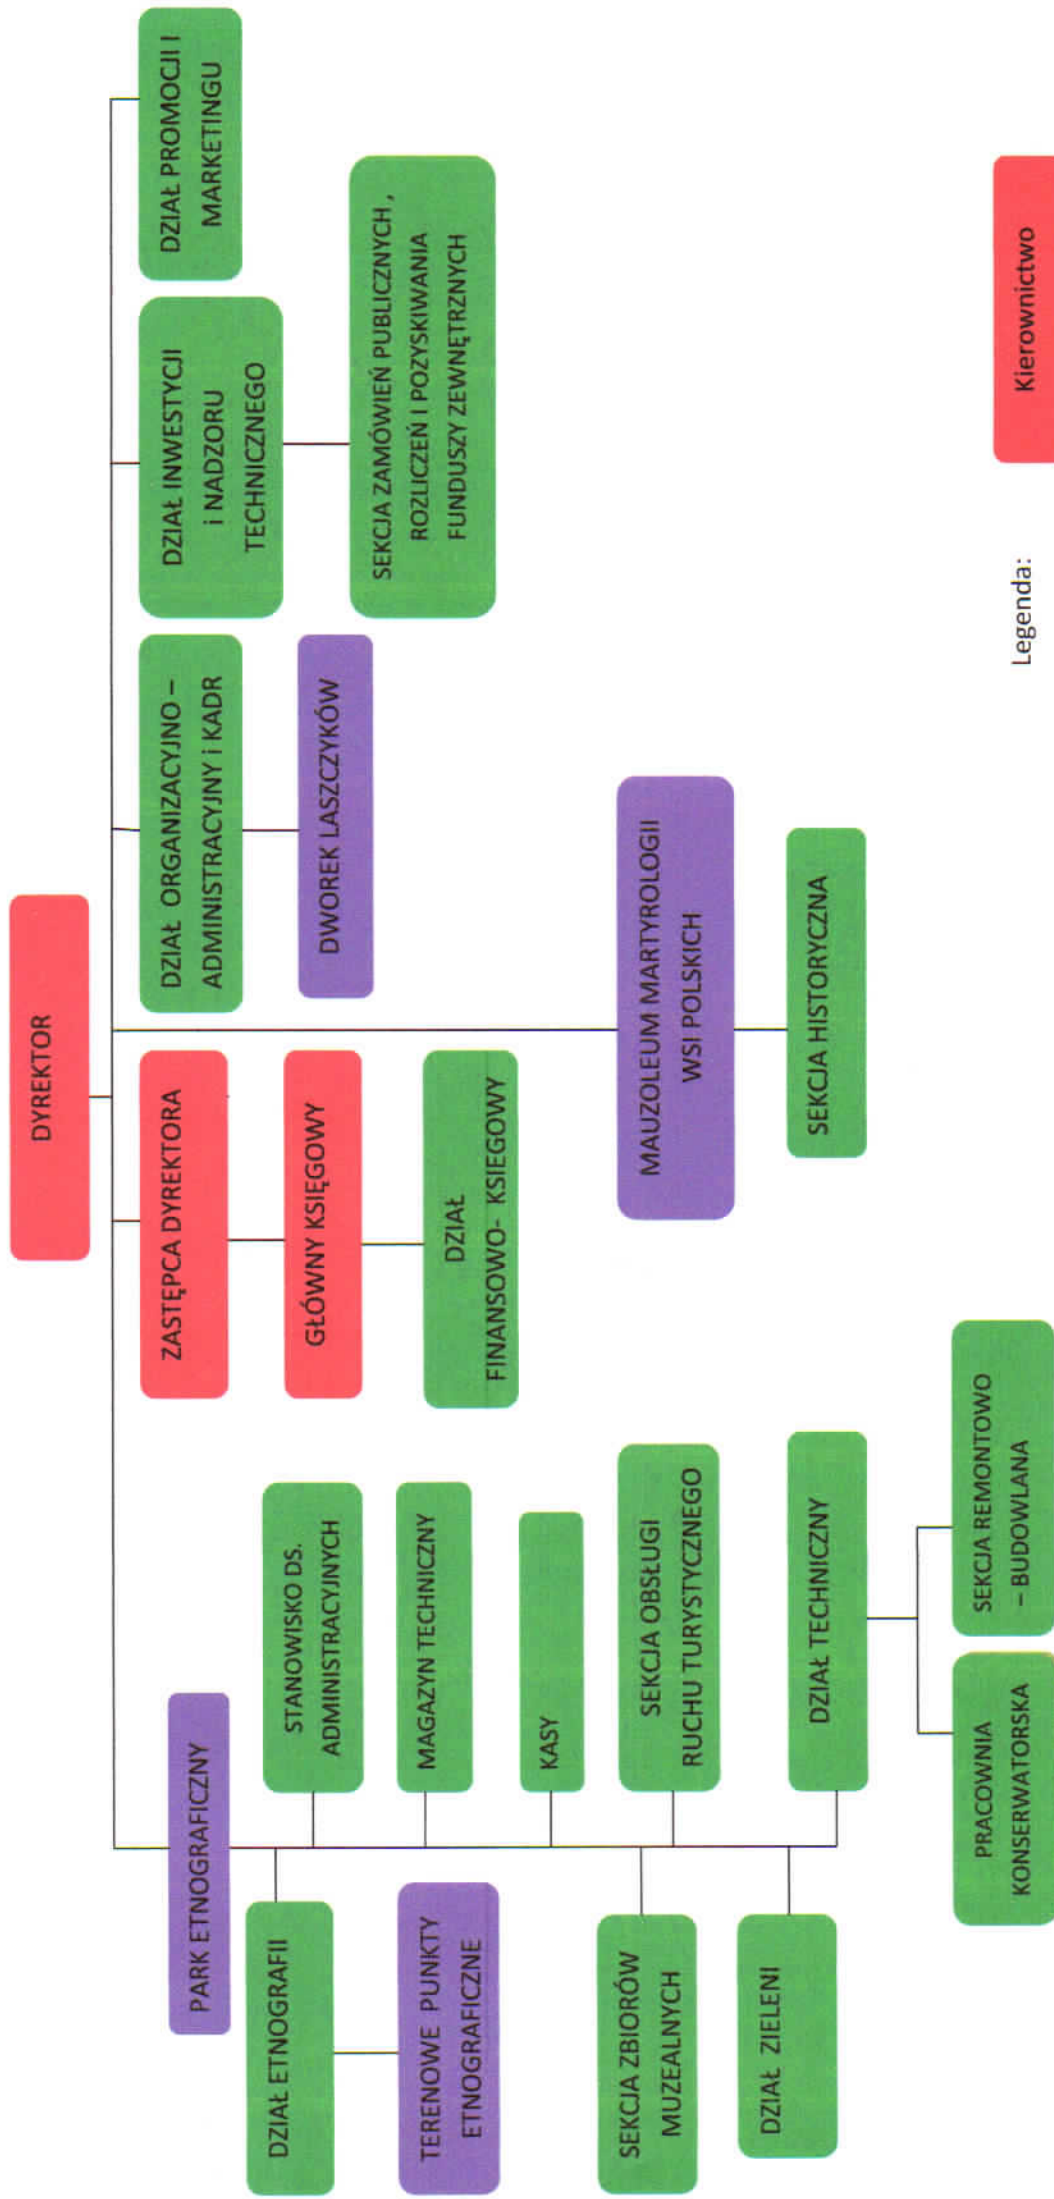 DYREKTOR
PARK ETNOGRAFICZNY
ZASTĘPCA DYREKTORA
DZIAŁ ORGANIZACYJNO –
ADMINISTRACYJNY i KADR
DZIAŁ INWESTYCJI
i NADZORU
TECHNICZNEGO
DZIAŁ PROMOCJI I
MARKETINGU
DZIAŁ ETNOGRAFII
STANOWISKO DS.
ADMINISTRACYJNYCH
GŁÓWNY KSIĘGOWY
DWOREK LASZCZYKÓW
SEKCJA ZAMÓWIEŃ PUBLICZNYCH ,
ROZLICZEŃ I POZYSKIWANIA
FUNDUSZY ZEWNĘTRZNYCH
TERENOWE PUNKTY
ETNOGRAFICZNE
MAGAZYN TECHNICZNY
DZIAŁ
FINANSOWO- KSIEGOWY
KASY
SEKCJA ZBIORÓW
MUZEALNYCH
SEKCJA OBSŁUGI
RUCHU TURYSTYCZNEGO
MAUZOLEUM MARTYROLOGII
WSI POLSKICH
DZIAŁ ZIELENI
DZIAŁ TECHNICZNY
SEKCJA HISTORYCZNA
PRACOWNIA
KONSERWATORSKA
SEKCJA REMONTOWO
– BUDOWLANA
Legenda:
Kierownictwo